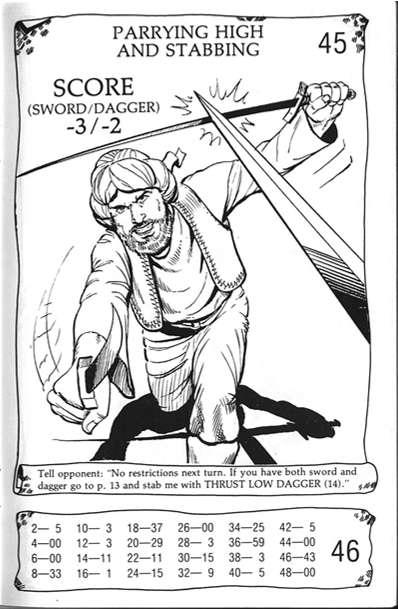 PARRYING HIGH
AND STABBING
45
SCORE
(SWORD/DAGGER)
-3/-2
Tell opponent: "No restrictions next turn. If you have both sword and
dagger go to p. 13 and stab me with THRUST LOW DAGGER (14)."
2— 5 10— 3 18—37 26—00 34—25 42— 5
4—00 12— 3 20—29 28— 3 36—59 44—00
6—00 14—11 22—11 30—15 38— 3 46—43
8—33 16— 1 24—15 32— 9 40— 5 48—00
46